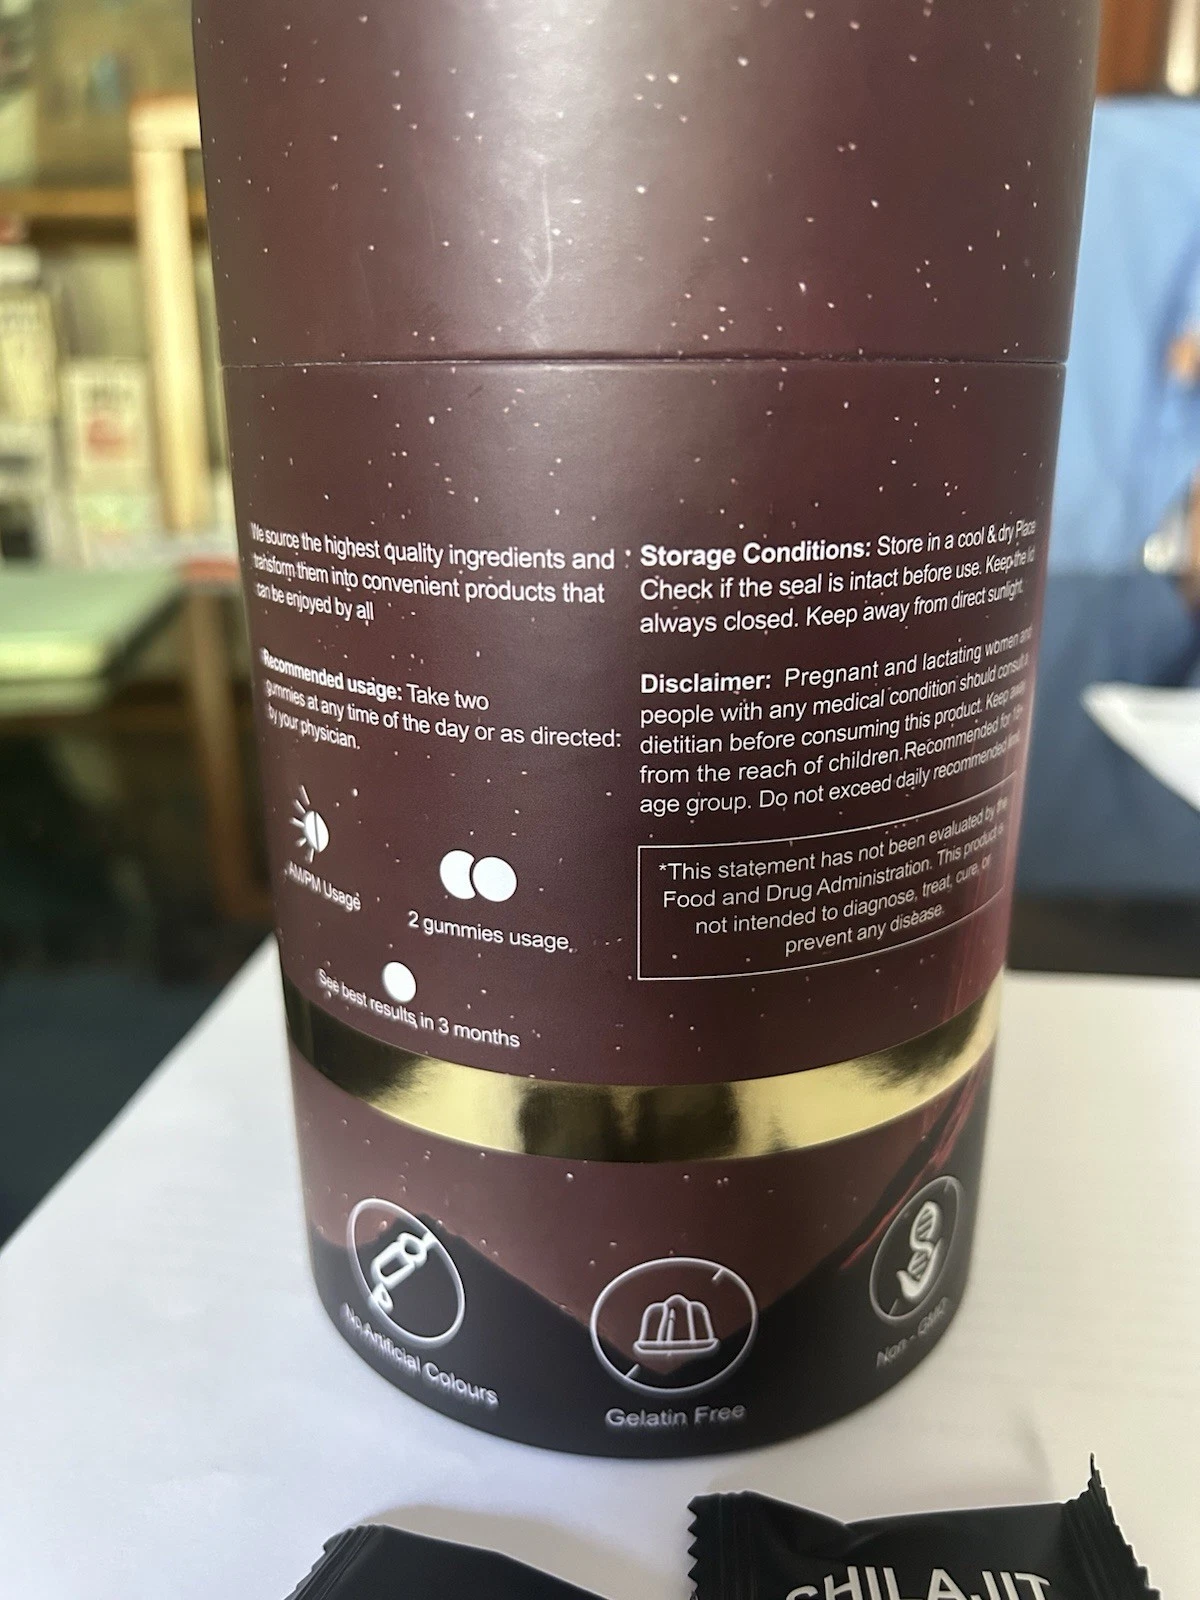 We source the highest quality ingredients and
transform them into convenient products that
can be enjoyed by all
Recommended usage: Take two
gummies at any time of the day or as directed:
by your physician.
AM/PM Usage
2 gummies usage
See best results in 3 months
: Storage Conditions: Store in a cool & dry Place
Check if the seal is intact before use. Keep the lid
always closed. Keep away from direct sunlight.
Disclaimer: Pregnant and lactating women and
people with any medical condition should consult a
dietitian before consuming this product. Keep away
from the reach of children.Recommended for 18+
age group. Do not exceed daily recommended
*This statement has not been evaluated by the
Food and Drug Administration. This product is
not intended to diagnose, treat, cure, or
prevent any disease.
No Artificial Colours
Gelatin Free
Non - GMO
SHILAJIT